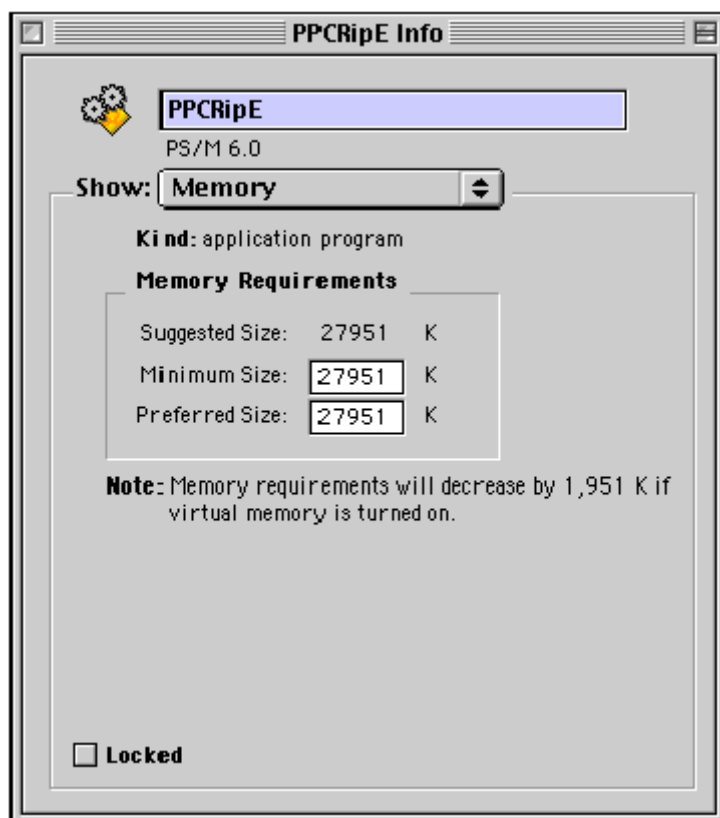 PPCRipE Info
PPCRipE
PS/M 6.0
Show: Memory
Kind: application program
Memory Requirements
Suggested Size: 27951 K
Minimum Size: 27951 K
Preferred Size: 27951 K
Note: Memory requirements will decrease by 1,951 K if
virtual memory is turned on.
Locked